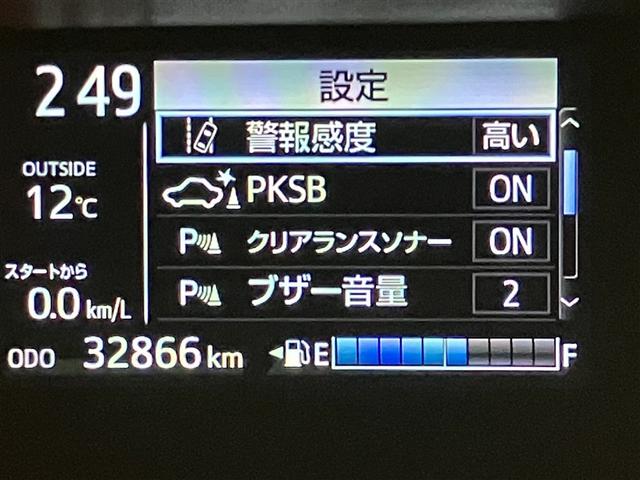 2 49
設定
警報感度 高い
OUTSIDE
12℃
PKSB ON
P クリアランスソナー ON
スタートから
0.0 km/L
P ブザー音量 2
ODO 32866 km
E F